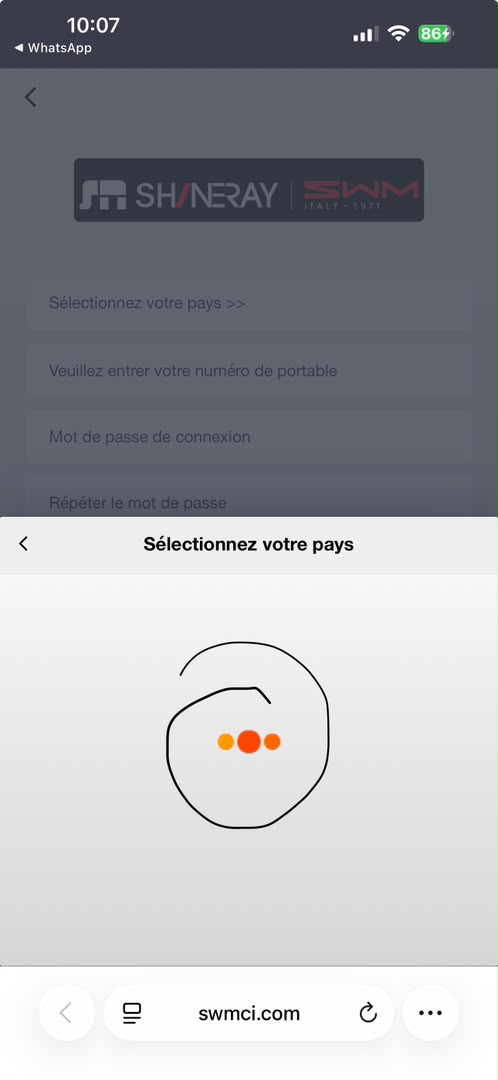 10:07
WhatsApp
86
SHINERAY
SWM
ITALY-1971
Sélectionnez votre pays >>
Veuillez entrer votre numéro de portable
Mot de passe de connexion
Répéter le mot de passe
Sélectionnez votre pays
swmci.com